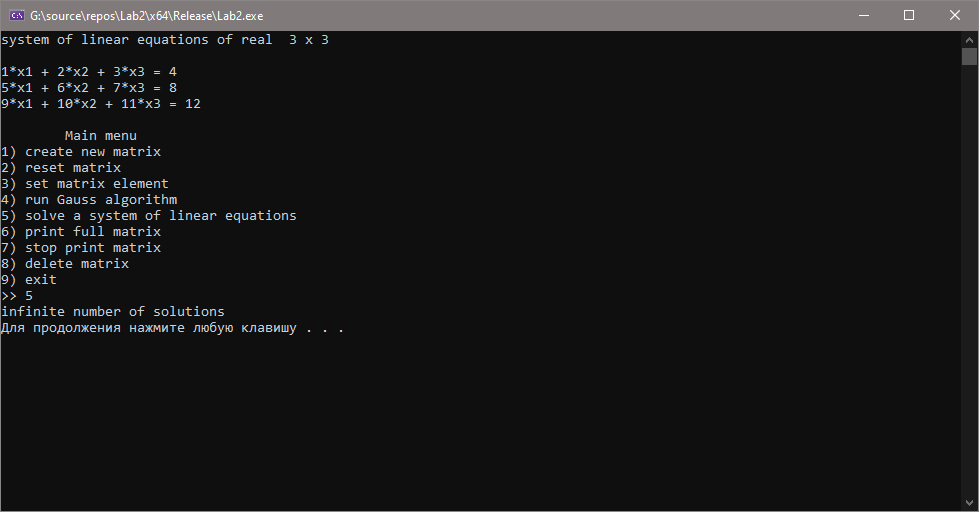 G:\source\repos\Lab2\x64\Release\Lab2.exe
system of linear equations of real  3 x 3
1*x1 + 2*x2 + 3*x3 = 4
5*x1 + 6*x2 + 7*x3 = 8
9*x1 + 10*x2 + 11*x3 = 12
Main menu
1) create new matrix
2) reset matrix
3) set matrix element
4) run Gauss algorithm
5) solve a system of linear equations
6) print full matrix
7) stop print matrix
8) delete matrix
9) exit
>> 5
infinite number of solutions
Для продолжения нажмите любую клавишу . . .